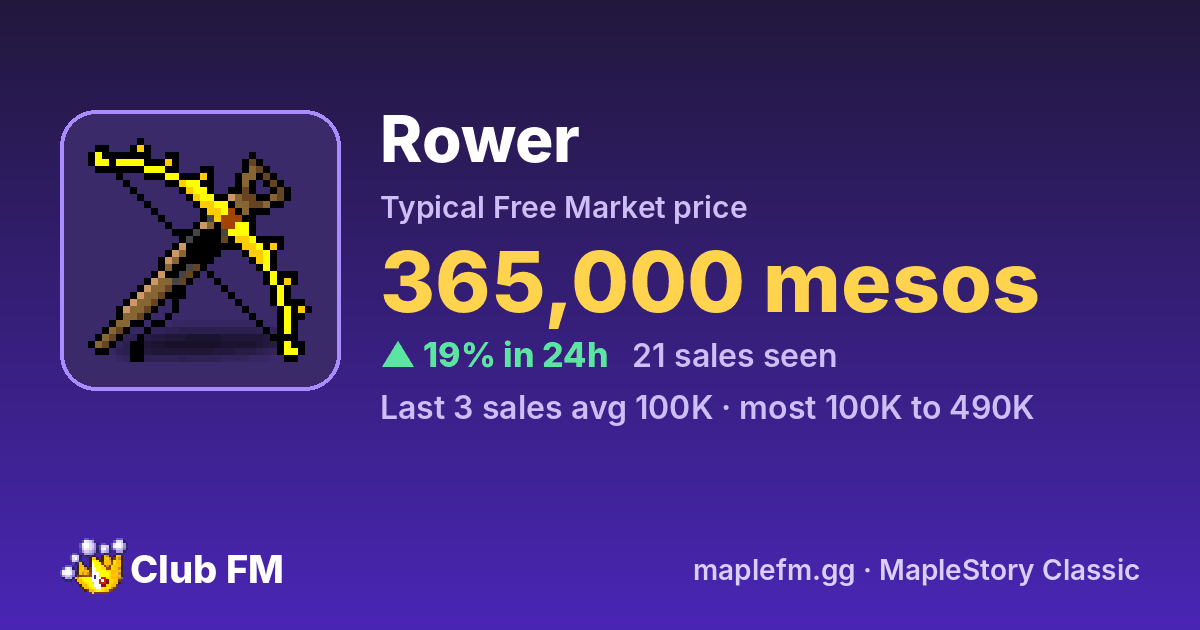 Rower
Typical Free Market price
365,000 mesos
▲ 19% in 24h 21 sales seen
Last 3 sales avg 100K · most 100K to 490K
Club FM
maplefm.gg · MapleStory Classic